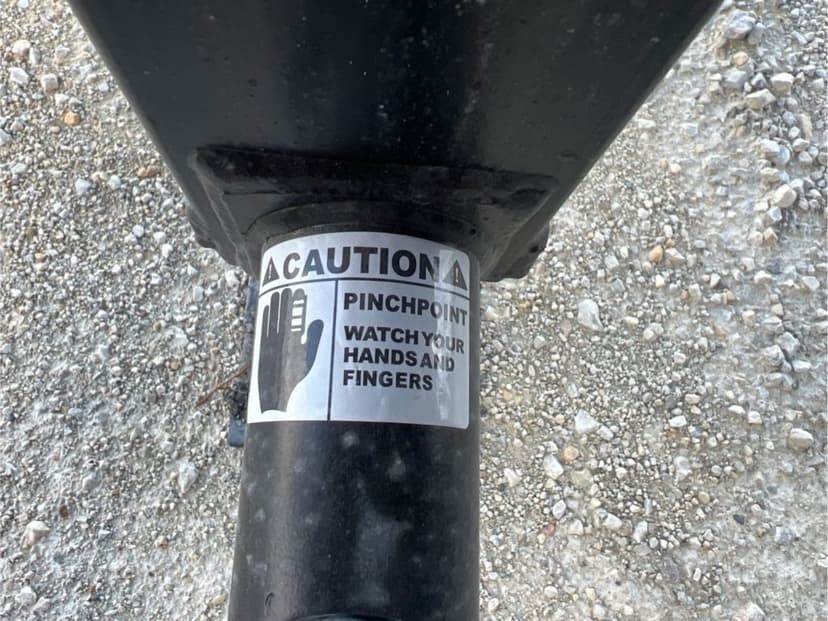 CAUTION
PINCHPOINT
WATCH YOUR
HANDS AND
FINGERS